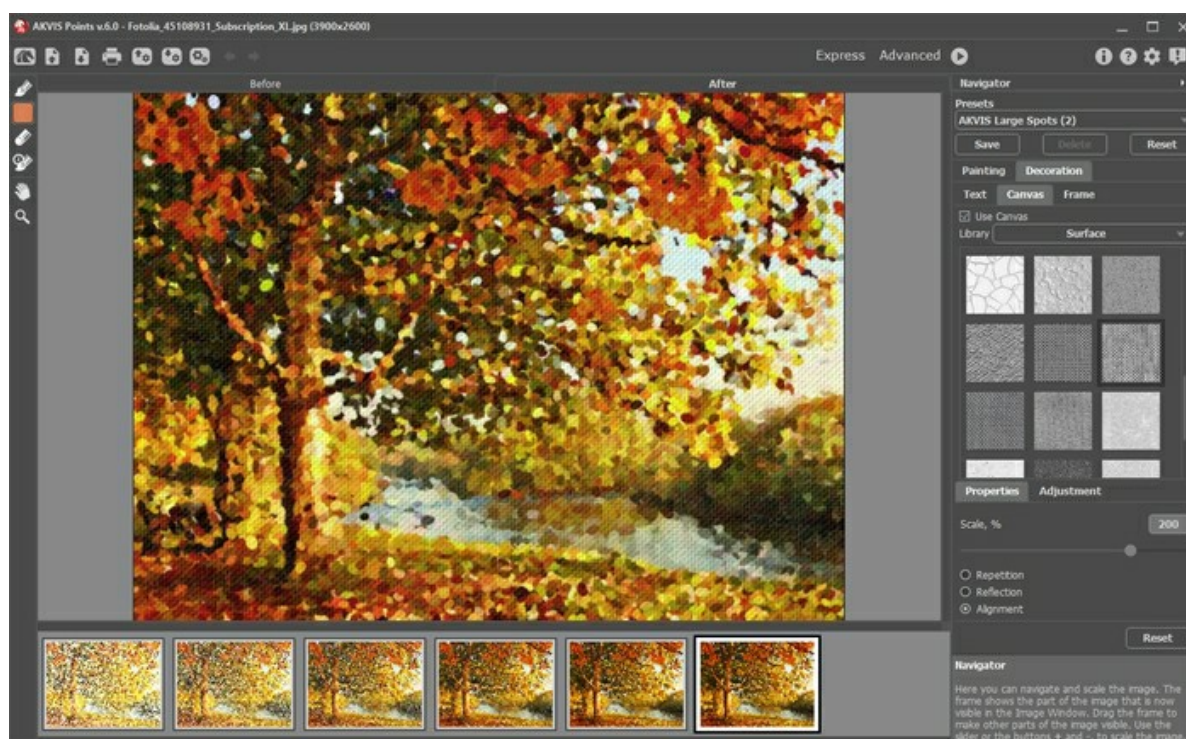 AKVIS Points v.6.0 - Fotolia_45108931_Subscription_XL.jpg (3900x2600)
Express Advanced
Before After
Navigator
Presets
AKVIS Large Spots (2)
Save Delete Reset
Painting Decoration
Text Canvas Frame
Use Canvas
Library Surface
Properties Adjustment
Scale, % 200
Repetition
Reflection
Alignment
Reset
Navigator
Here you can navigate and scale the image. The
frame shows the part of the image that is now
visible in the Image Window. Drag the frame to
make other parts of the image visible. Use the
slider or the buttons + and -, to scale the image